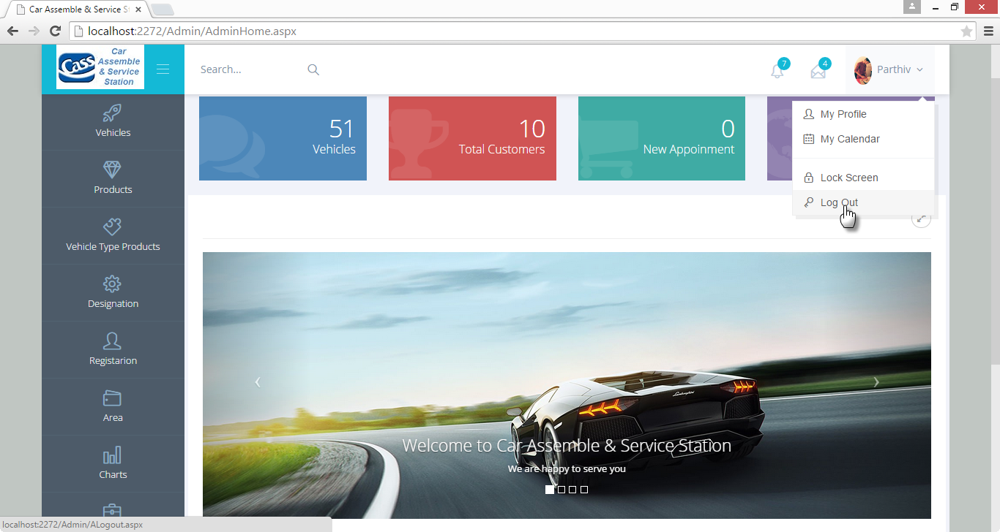 Car Assemble & Service St
localhost:2272/Admin/AdminHome.aspx
Cass
Car
Assemble
& Service
Station
Search...
7
4
Parthiv
My Profile
My Calendar
Lock Screen
Log Out
51
Vehicles
10
Total Customers
0
New Appoinment
Vehicles
Products
Vehicle Type Products
Designation
Registarion
Area
Charts
Lamborghini
Welcome to Car Assemble & Service Station
We are happy to serve you
localhost:2272/Admin/ALogout.aspx